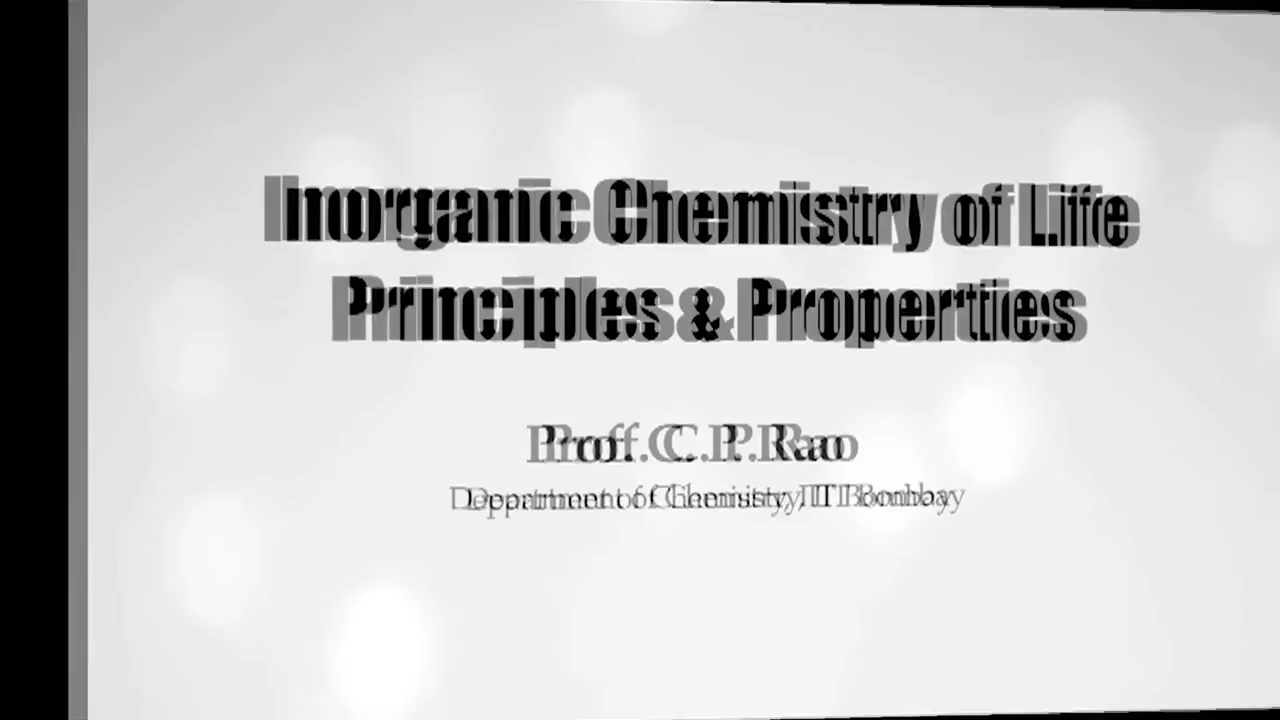 Inorganic Chemistry of Life
Principles & Properties
Prof. C. P. Rao
Department of Chemistry, IIT Bombay